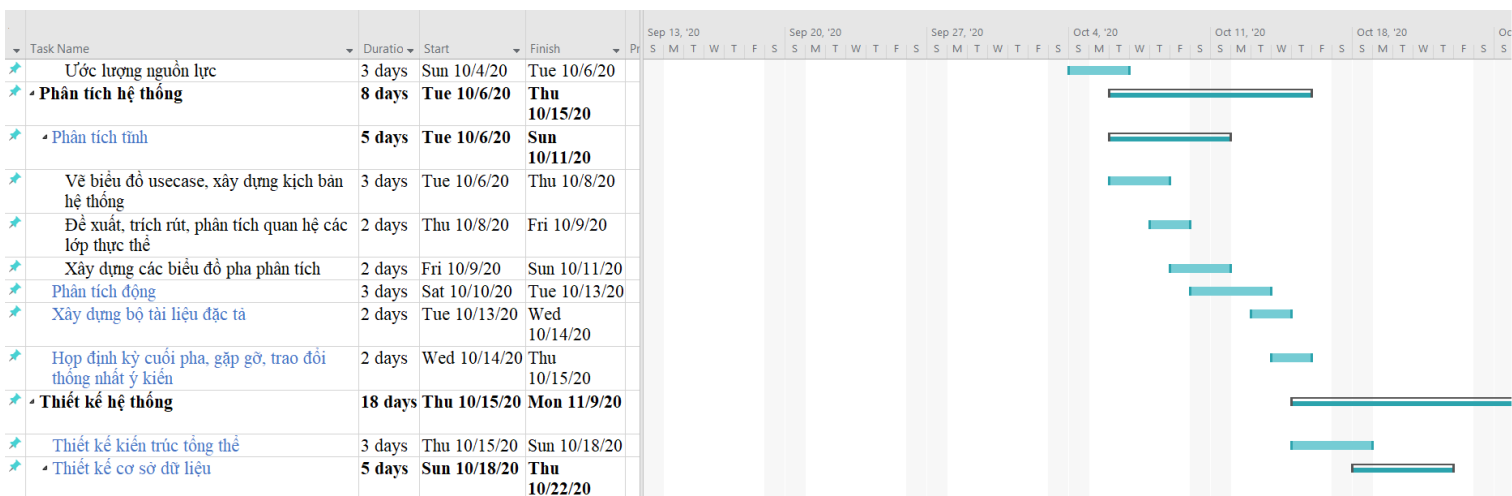 Sep 13, '20 Sep 20, '20 Sep 27, '20 Oct 4, '20 Oct 11, '20 Oct 18, '20 Oc
Task Name Duratio Start Finish Pr S M T W T F S S M T W T F S S M T W T F S S M T W T F S S M T W T F S S M T W T F S S
Ước lượng nguồn lực 3 days Sun 10/4/20 Tue 10/6/20
Phân tích hệ thống 8 days Tue 10/6/20 Thu
10/15/20
Phân tích tĩnh 5 days Tue 10/6/20 Sun
10/11/20
Vẽ biểu đồ usecase, xây dựng kịch bản 3 days Tue 10/6/20 Thu 10/8/20
hệ thống
Đề xuất, trích rút, phân tích quan hệ các 2 days Thu 10/8/20 Fri 10/9/20
lớp thực thể
Xây dựng các biểu đồ pha phân tích 2 days Fri 10/9/20 Sun 10/11/20
Phân tích động 3 days Sat 10/10/20 Tue 10/13/20
Xây dựng bộ tài liệu đặc tả 2 days Tue 10/13/20 Wed
10/14/20
Họp định kỳ cuối pha, gặp gỡ, trao đổi 2 days Wed 10/14/20 Thu
thống nhất ý kiến 10/15/20
Thiết kế hệ thống 18 days Thu 10/15/20 Mon 11/9/20
Thiết kế kiến trúc tổng thể 3 days Thu 10/15/20 Sun 10/18/20
Thiết kế cơ sở dữ liệu 5 days Sun 10/18/20 Thu
10/22/20